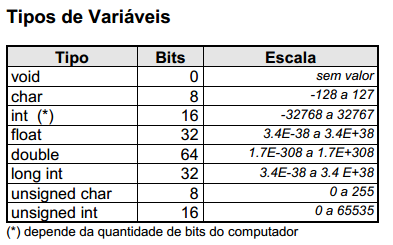 Tipos de Variáveis
Tipo Bits Escala
void 0 sem valor
char 8 -128 a 127
int (*) 16 -32768 a 32767
float 32 3.4E-38 a 3.4E+38
double 64 1.7E-308 a 1.7E+308
long int 32 3.4E-38 a 3.4 E+38
unsigned char 8 0 a 255
unsigned int 16 0 a 65535
(*) depende da quantidade de bits do computador